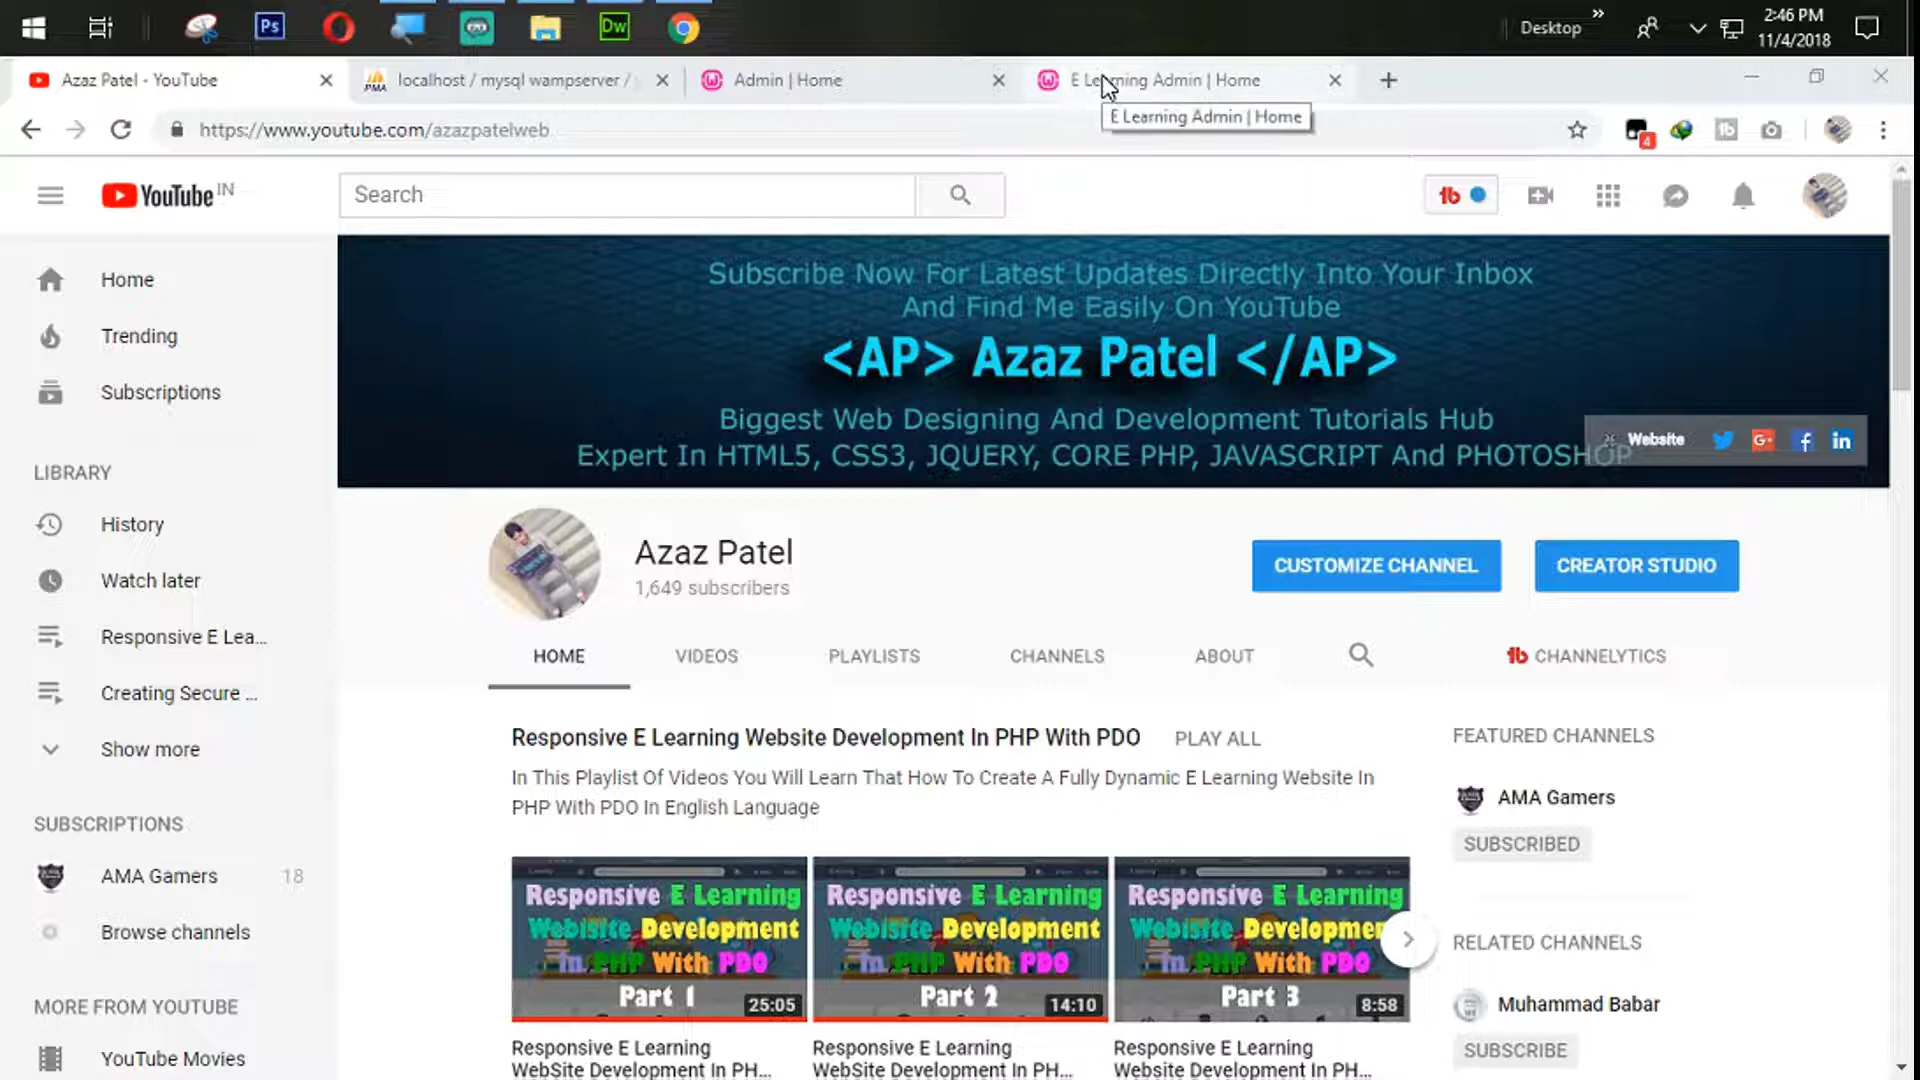 Ps
Dw
Desktop
»
2:46 PM
11/4/2018
Azaz Patel - YouTube
PMA
localhost / mysql wampserver /
Admin | Home
E Learning Admin | Home
E Learning Admin | Home
https://www.youtube.com/azazpatelweb
4
YouTube IN
Search
Home
Trending
Subscriptions
LIBRARY
History
Watch later
Responsive E Lea...
Creating Secure ...
Show more
SUBSCRIPTIONS
AMA Gamers 18
Browse channels
MORE FROM YOUTUBE
YouTube Movies
Subscribe Now For Latest Updates Directly Into Your Inbox
And Find Me Easily On YouTube
<AP> Azaz Patel </AP>
Biggest Web Designing And Development Tutorials Hub
Expert In HTML5, CSS3, JQUERY, CORE PHP, JAVASCRIPT And PHOTOSHOP
Website
G+
f
in
Azaz Patel
1,649 subscribers
CUSTOMIZE CHANNEL
CREATOR STUDIO
HOME VIDEOS PLAYLISTS CHANNELS ABOUT
CHANNELYTICS
Responsive E Learning Website Development In PHP With PDO PLAY ALL
In This Playlist Of Videos You Will Learn That How To Create A Fully Dynamic E Learning Website In
PHP With PDO In English Language
Responsive E Learning
WebiSite Development
In PHP With PDO
Part 1
25:05
Responsive E Learning
WebSite Development In PH...
Responsive E Learning
WebiSite Development
In PHP With PDO
Part 2
14:10
Responsive E Learning
WebSite Development In PH...
Responsive E Learning
WebiSite Developme
In PHP With PDO
Part 3
8:58
Responsive E Learning
WebSite Development In PH...
FEATURED CHANNELS
AMA Gamers
SUBSCRIBED
RELATED CHANNELS
Muhammad Babar
SUBSCRIBE